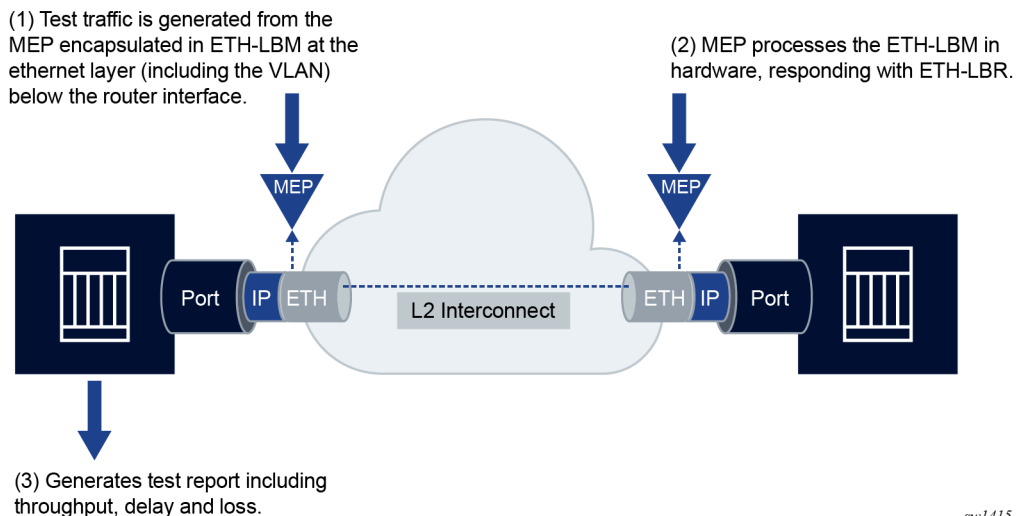 (1) Test traffic is generated from the
MEP encapsulated in ETH-LBM at the
ethernet layer (including the VLAN)
below the router interface.
(2) MEP processes the ETH-LBM in
hardware, responding with ETH-LBR.
MEP
MEP
Port
IP
ETH
L2 Interconnect
ETH
IP
Port
(3) Generates test report including
throughput, delay and loss.